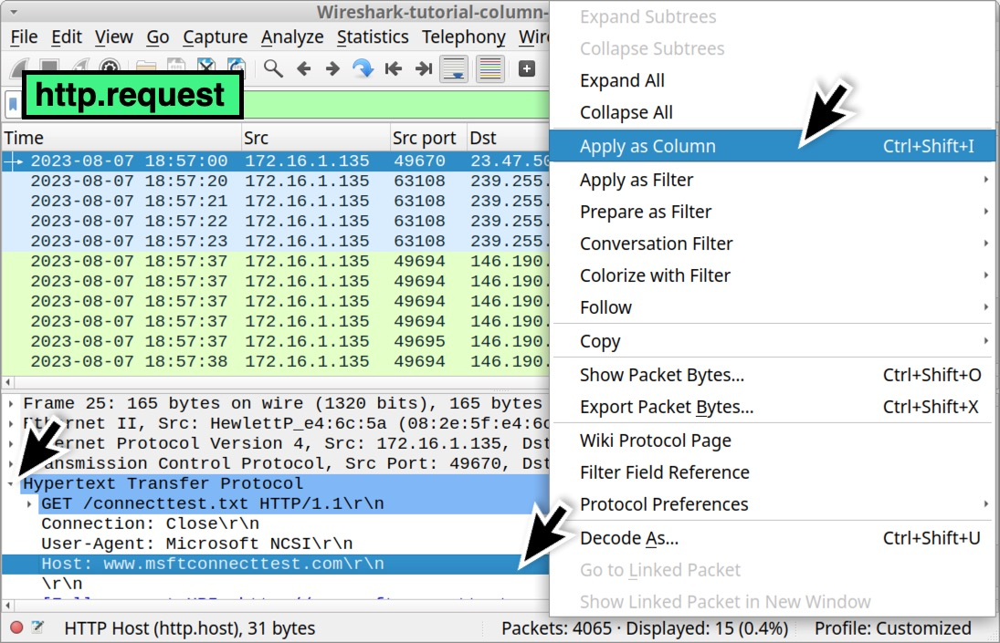 Wireshark-tutorial-column-
File Edit View Go Capture Analyze Statistics Telephony Wire
http.request
Time Src Src port Dst
2023-08-07 18:57:00 172.16.1.135 49670 23.47.50
2023-08-07 18:57:20 172.16.1.135 63108 239.255.
2023-08-07 18:57:21 172.16.1.135 63108 239.255.
2023-08-07 18:57:22 172.16.1.135 63108 239.255.
2023-08-07 18:57:23 172.16.1.135 63108 239.255.
2023-08-07 18:57:37 172.16.1.135 49694 146.190.
2023-08-07 18:57:37 172.16.1.135 49694 146.190.
2023-08-07 18:57:37 172.16.1.135 49694 146.190.
2023-08-07 18:57:37 172.16.1.135 49694 146.190.
2023-08-07 18:57:37 172.16.1.135 49695 146.190.
2023-08-07 18:57:38 172.16.1.135 49694 146.190.
Frame 25: 165 bytes on wire (1320 bits), 165 bytes
Ethernet II, Src: HewlettP_e4:6c:5a (08:2e:5f:e4:6c
ernet Protocol Version 4, Src: 172.16.1.135, Dst
ansmission Control Protocol, Src Port: 49670, Dst
Hypertext Transfer Protocol
GET /connecttest.txt HTTP/1.1\r\n
Connection: Close\r\n
User-Agent: Microsoft NCSI\r\n
Host: www.msftconnecttest.com\r\n
\r\n
HTTP Host (http.host), 31 bytes
Packets: 4065 · Displayed: 15 (0.4%)
Profile: Customized
Expand Subtrees
Collapse Subtrees
Expand All
Collapse All
Apply as Column Ctrl+Shift+I
Apply as Filter
Prepare as Filter
Conversation Filter
Colorize with Filter
Follow
Copy
Show Packet Bytes... Ctrl+Shift+O
Export Packet Bytes... Ctrl+Shift+X
Wiki Protocol Page
Filter Field Reference
Protocol Preferences
Decode As... Ctrl+Shift+U
Go to Linked Packet
Show Linked Packet in New Window